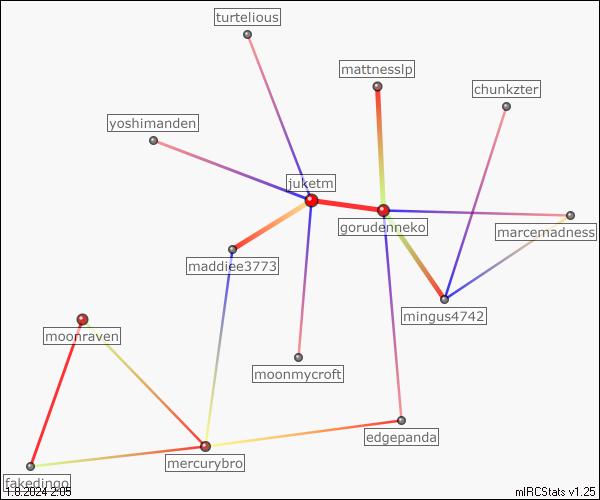 turtelious
mattnesslp
chunkzter
yoshimanden
juketm
gorudenneko
marcemadness
maddiee3773
mingus4742
moonraven
moonmycroft
edgepanda
mercurybro
fakedingo
1.8.2024 2:05
mIRCStats v1.25